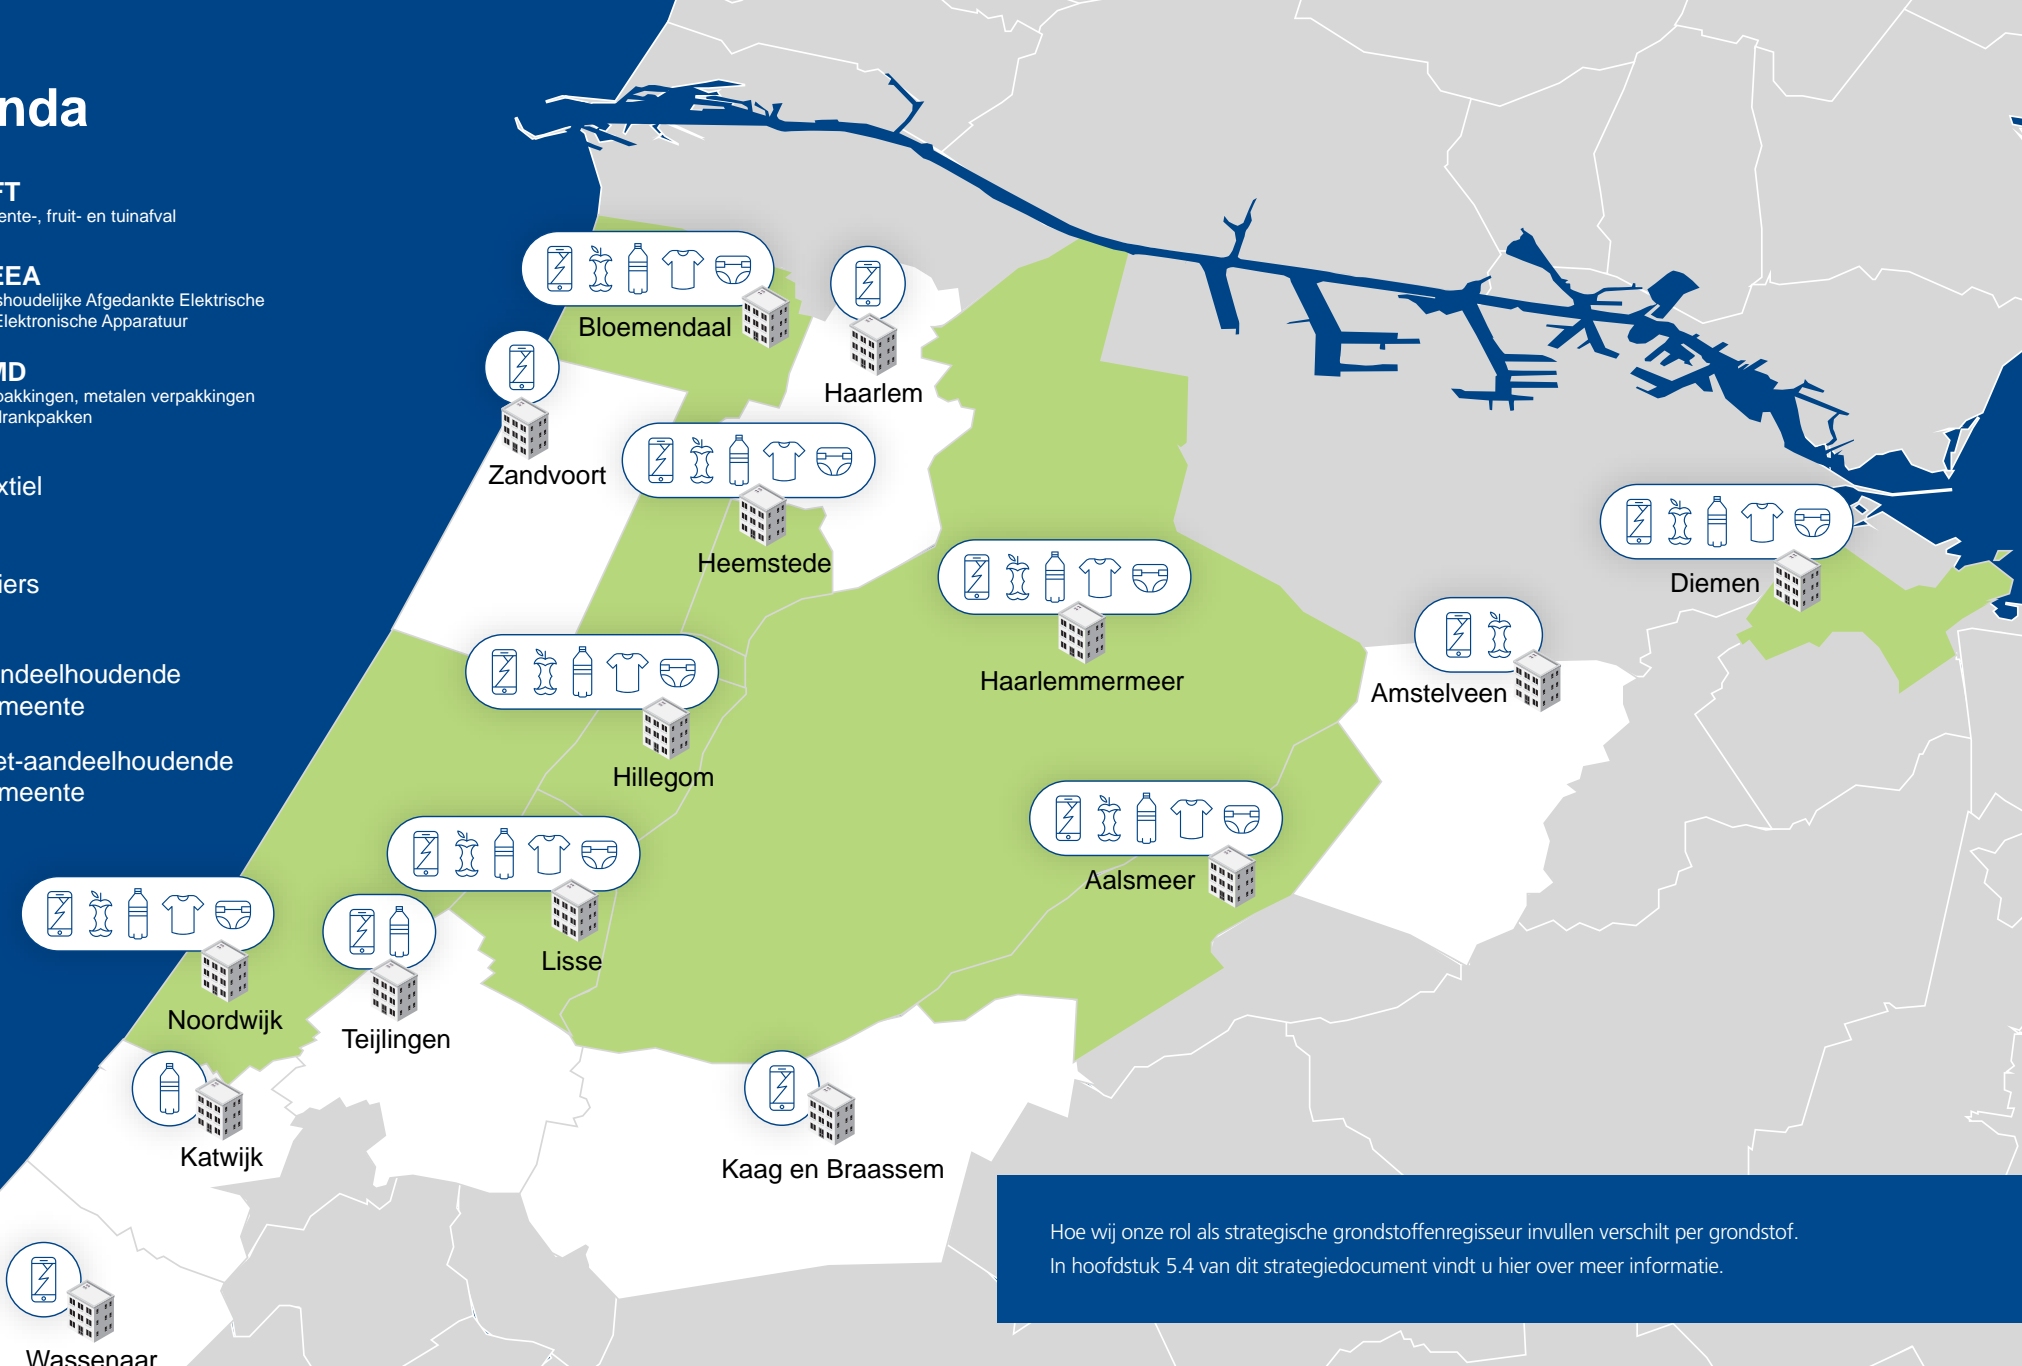 nda
FT
ente-, fruit- en tuinafval
EEA
shoudelijke Afgedankte Elektrische
Elektronische Apparatuur
MD
pakkingen, metalen verpakkingen
drankpakken
xtiel
iers
ndeelhoudende
meente
et-aandeelhoudende
meente
Bloemendaal
Haarlem
Zandvoort
Heemstede
Haarlemmermeer
Diemen
Amstelveen
Hillegom
Aalsmeer
Lisse
Noordwijk
Teijlingen
Katwijk
Kaag en Braassem
Wassenaar
Hoe wij onze rol als strategische grondstoffenregisseur invullen verschilt per grondstof.
In hoofdstuk 5.4 van dit strategiedocument vindt u hier over meer informatie.